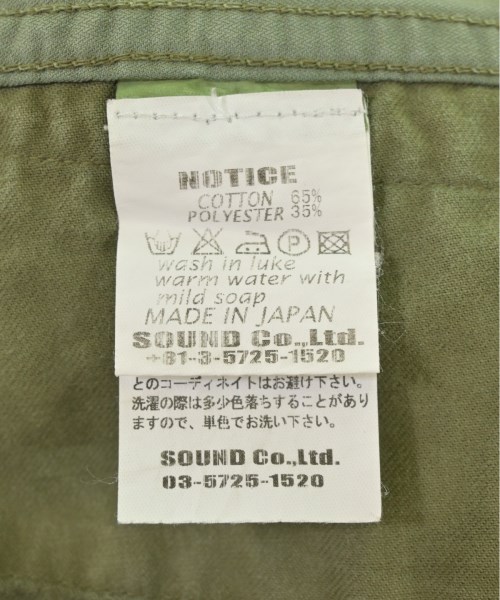 NOTICE
COTTON 65%
POLYESTER 35%
P
wash in luke
warm water with
mild soap
MADE IN JAPAN
SOUND Co.,Ltd.
+81-3-5725-1520
とのコーディネイトはお避け下さい。
洗濯の際は多少色落ちすることがあり
ますので、単色でお洗い下さい。
SOUND Co.,Ltd.
03-5725-1520